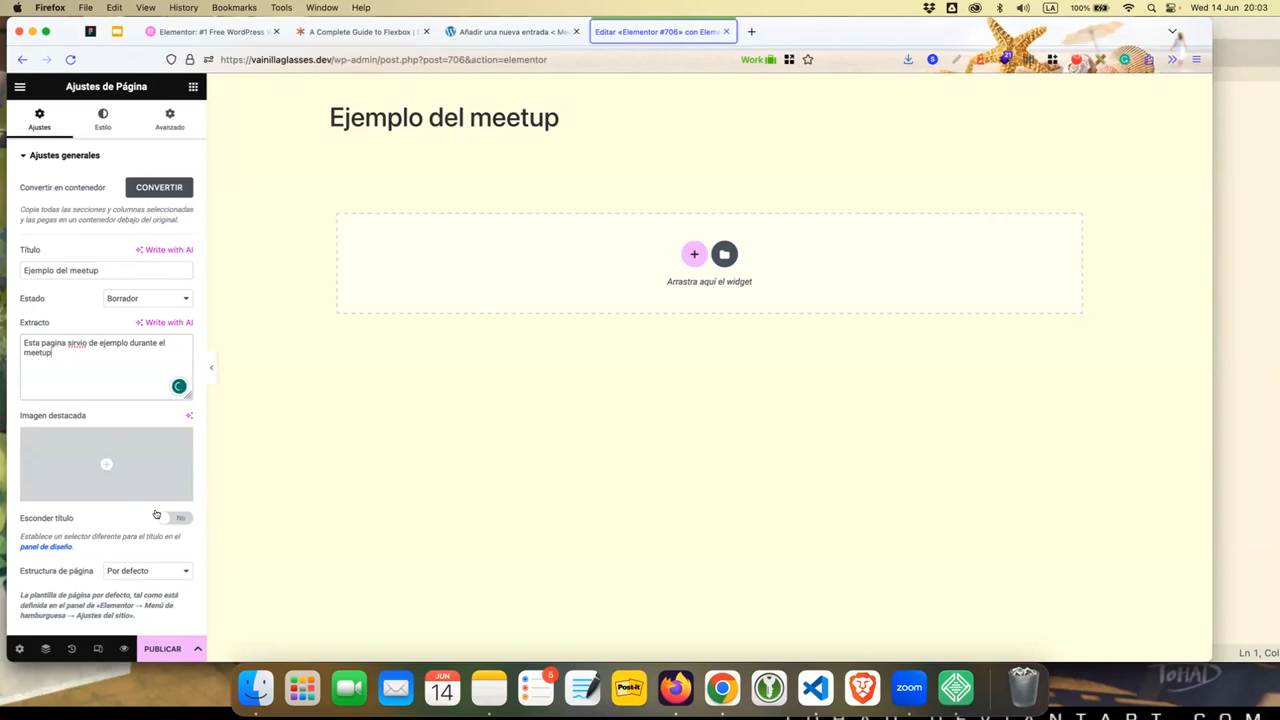 Firefox File Edit View History Bookmarks Tools Window Help LA 100% Wed 14 Jun 20:03
Elementor: #1 Free WordPress A Complete Guide to Flexbox | Añadir una nueva entrada < Me Editar «Elementor #706» con Elem
https://vainillaglasses.dev/wp-admin/post.php?post=706&action=elementor Work 21
Ajustes de Página
Ajustes Estilo Avanzado
Ajustes generales
Convertir en contenedor CONVERTIR
Copia todas las secciones y columnas seleccionadas
y las pegas en un contenedor debajo del original.
Título Write with AI
Ejemplo del meetup
Estado Borrador
Extracto Write with AI
Esta pagina sirvio de ejemplo durante el
meetup
Imagen destacada
Esconder título No
Establece un selector diferente para el título en el
panel de diseño.
Estructura de página Por defecto
La plantilla de página por defecto, tal como está
definida en el panel de «Elementor → Menú de
hamburguesa → Ajustes del sitio».
PUBLICAR
Ejemplo del meetup
Arrastra aquí el widget
Ln 1, Col
JUN
14
5
Post-it
zoom